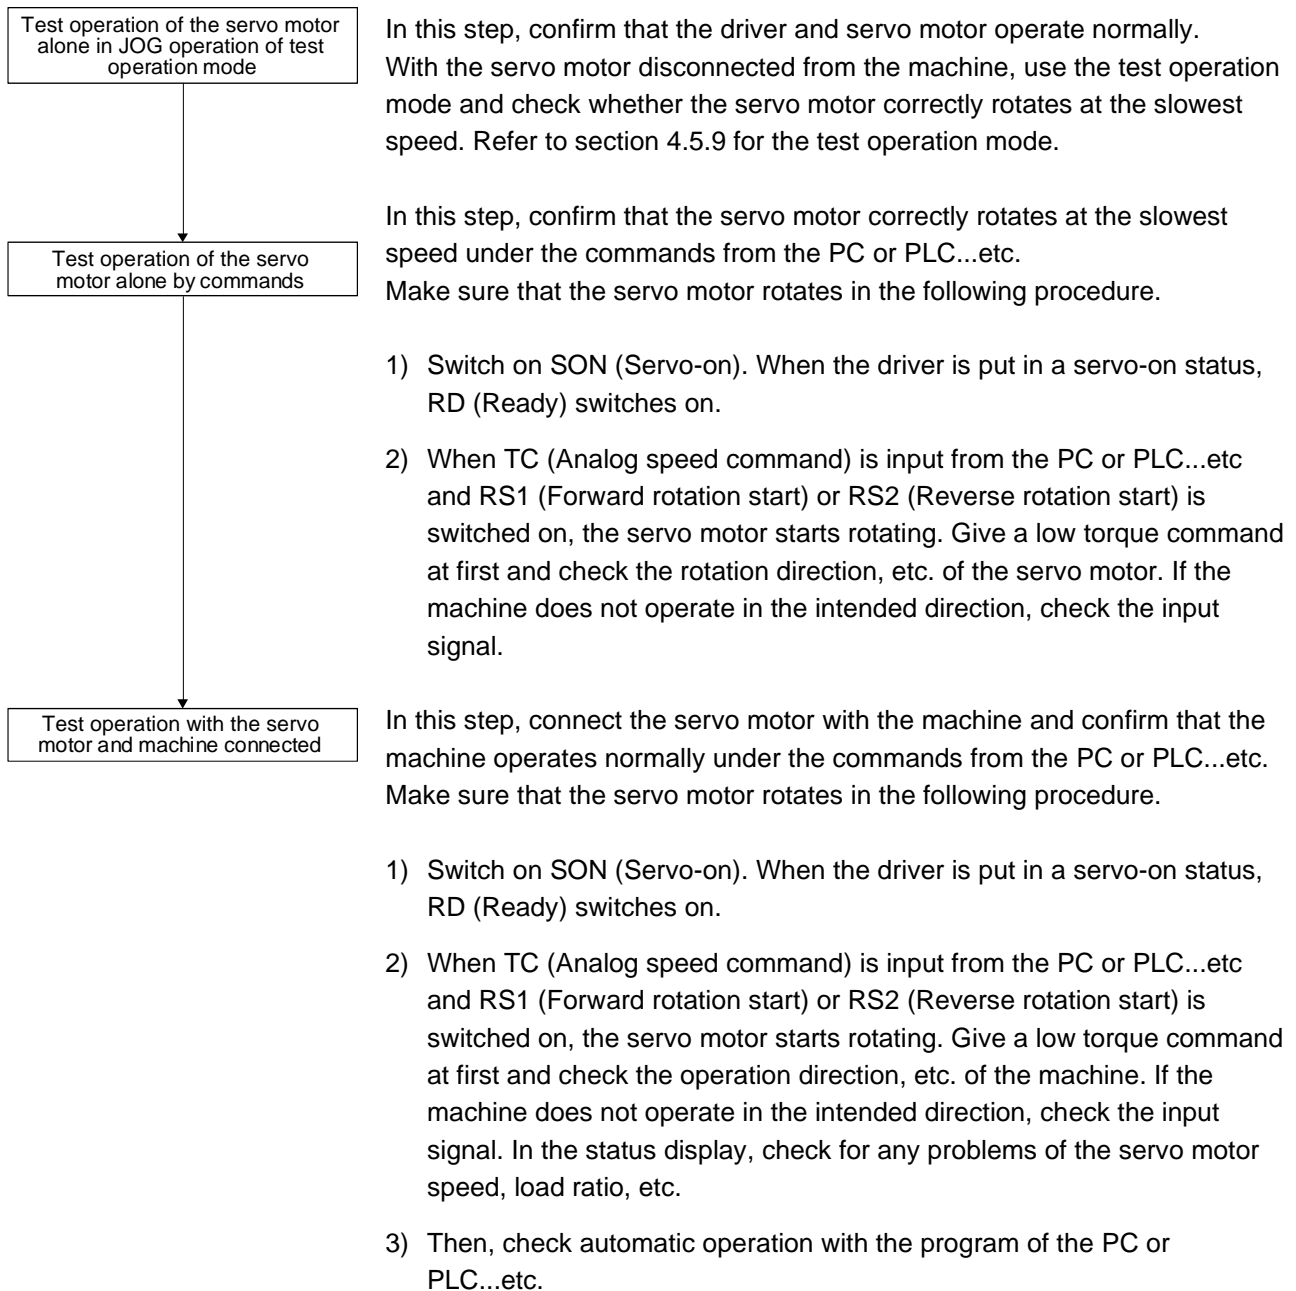 Test operation of the servo motor
alone in JOG operation of test
operation mode
In this step, confirm that the driver and servo motor operate normally.
With the servo motor disconnected from the machine, use the test operation
mode and check whether the servo motor correctly rotates at the slowest
speed. Refer to section 4.5.9 for the test operation mode.
Test operation of the servo
motor alone by commands
In this step, confirm that the servo motor correctly rotates at the slowest
speed under the commands from the PC or PLC...etc.
Make sure that the servo motor rotates in the following procedure.
1) Switch on SON (Servo-on). When the driver is put in a servo-on status,
RD (Ready) switches on.
2) When TC (Analog speed command) is input from the PC or PLC...etc
and RS1 (Forward rotation start) or RS2 (Reverse rotation start) is
switched on, the servo motor starts rotating. Give a low torque command
at first and check the rotation direction, etc. of the servo motor. If the
machine does not operate in the intended direction, check the input
signal.
Test operation with the servo
motor and machine connected
In this step, connect the servo motor with the machine and confirm that the
machine operates normally under the commands from the PC or PLC...etc.
Make sure that the servo motor rotates in the following procedure.
1) Switch on SON (Servo-on). When the driver is put in a servo-on status,
RD (Ready) switches on.
2) When TC (Analog speed command) is input from the PC or PLC...etc
and RS1 (Forward rotation start) or RS2 (Reverse rotation start) is
switched on, the servo motor starts rotating. Give a low torque command
at first and check the operation direction, etc. of the machine. If the
machine does not operate in the intended direction, check the input
signal. In the status display, check for any problems of the servo motor
speed, load ratio, etc.
3) Then, check automatic operation with the program of the PC or
PLC...etc.